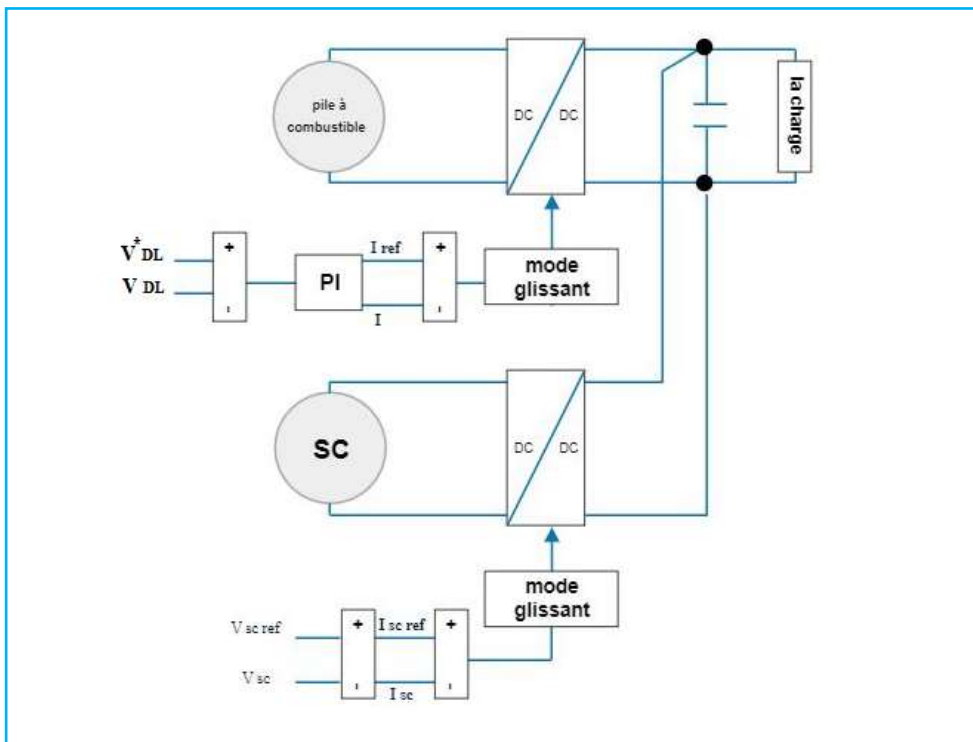 pile à
combustible
DC
DC
la charge
V* DL
V DL
+
-
PI
I ref
I
+
-
mode
glissant
SC
DC
DC
mode
glissant
V sc ref
V sc
+
-
I sc ref
I sc
+
-